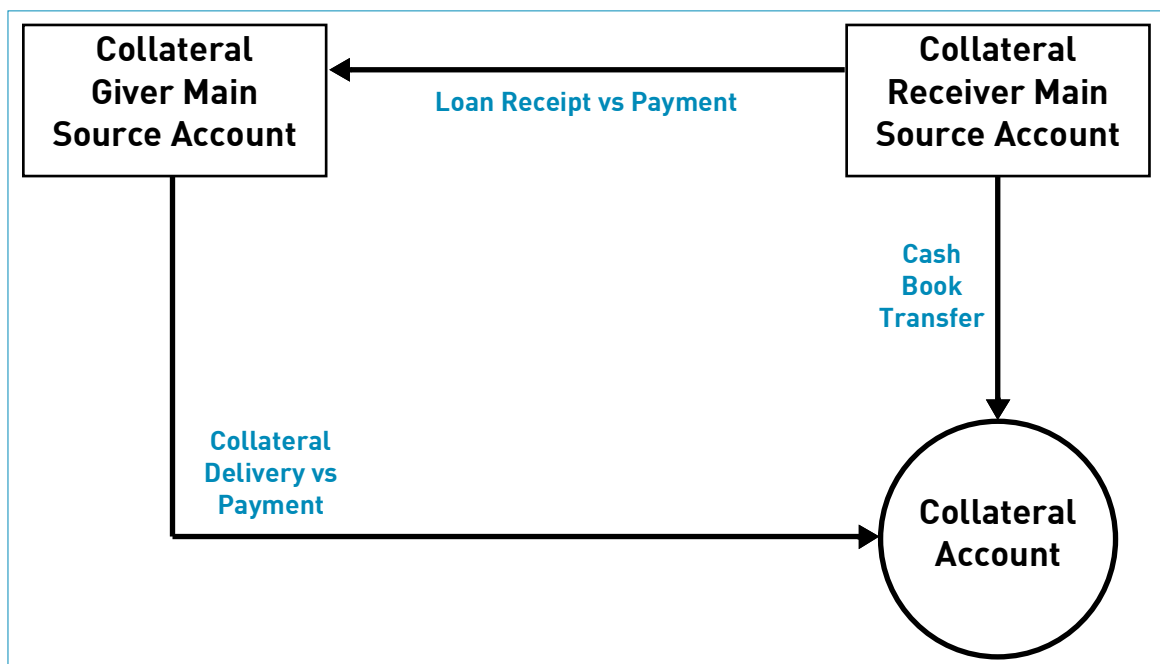 Collateral
Giver Main
Source Account
Loan Receipt vs Payment
Collateral
Receiver Main
Source Account
Cash
Book
Transfer
Collateral
Delivery vs
Payment
Collateral
Account